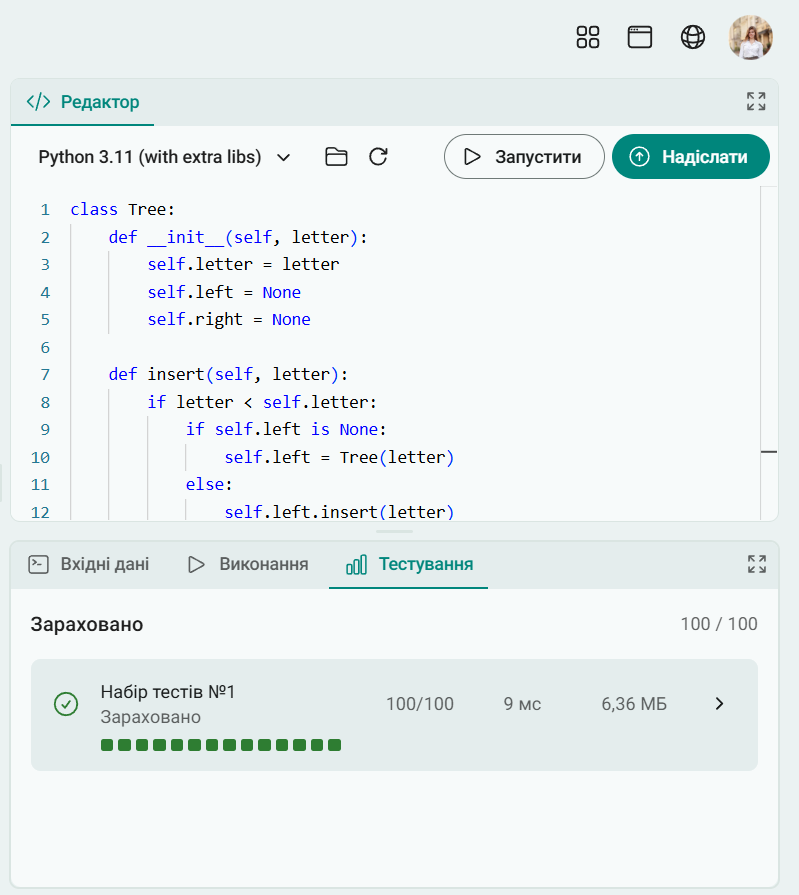 </> Редактор
Python 3.11 (with extra libs)
Запустити
Надіслати
1 class Tree:
2     def __init__(self, letter):
3         self.letter = letter
4         self.left = None
5         self.right = None
6
7     def insert(self, letter):
8         if letter < self.letter:
9             if self.left is None:
10                 self.left = Tree(letter)
11             else:
12                 self.left.insert(letter)
Вхідні дані
Виконання
Тестування
Зараховано
100 / 100
Набір тестів №1
Зараховано
100/100
9 мс
6,36 МБ